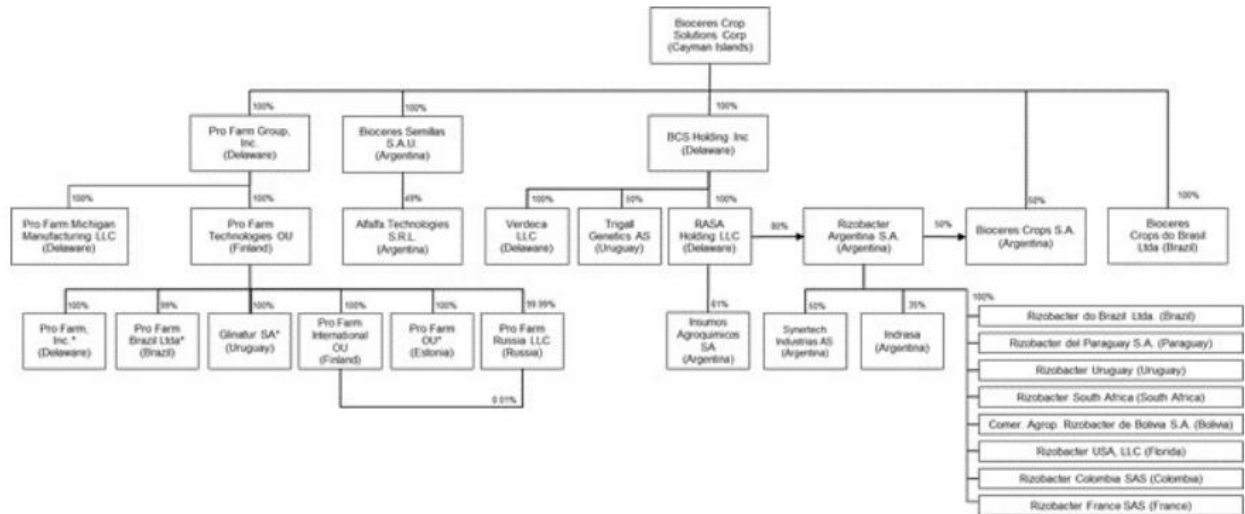 Bioceres Crop
Solutions Corp
(Cayman Islands)
100%
100%
100%
50%
100%
Pro Farm Group,
Inc.
(Delaware)
Bioceres Semillas
S.A.U.
(Argentina)
BCS Holding Inc
(Delaware)
100%
100%
49%
100%
50%
100%
Pro Farm Michigan
Manufacturing LLC
(Delaware)
Pro Farm
Technologies OU
(Finland)
Alfalfa Technologies
S.R.L.
(Argentina)
Verdeca
LLC
(Delaware)
Trigall
Genetics AS
(Uruguay)
RASA
Holding LLC
(Delaware)
80%
Rizobacter
Argentina S.A.
(Argentina)
50%
Bioceres Crops S.A.
(Argentina)
Bioceres
Crops do Brasil
Ltda (Brazil)
100%
99%
100%
100%
100%
99.99%
61%
50%
35%
100%
Pro Farm,
Inc.*
(Delaware)
Pro Farm
Brazil Ltda*
(Brazil)
Glinatur SA*
(Uruguay)
Pro Farm
International
OU
(Finland)
Pro Farm
OU*
(Estonia)
Pro Farm
Russia LLC
(Russia)
0.01%
Insumos
Agroquimicos
SA
(Argentina)
Synertech
Industrias AS
(Argentina)
Indrasa
(Argentina)
Rizobacter do Brazil Ltda. (Brazil)
Rizobacter del Paraguay S.A. (Paraguay)
Rizobacter Uruguay (Uruguay)
Rizobacter South Africa (South Africa)
Comer. Agrop. Rizobacter de Bolivia S.A. (Bolivia)
Rizobacter USA, LLC (Florida)
Rizobacter Colombia SAS (Colombia)
Rizobacter France SAS (France)